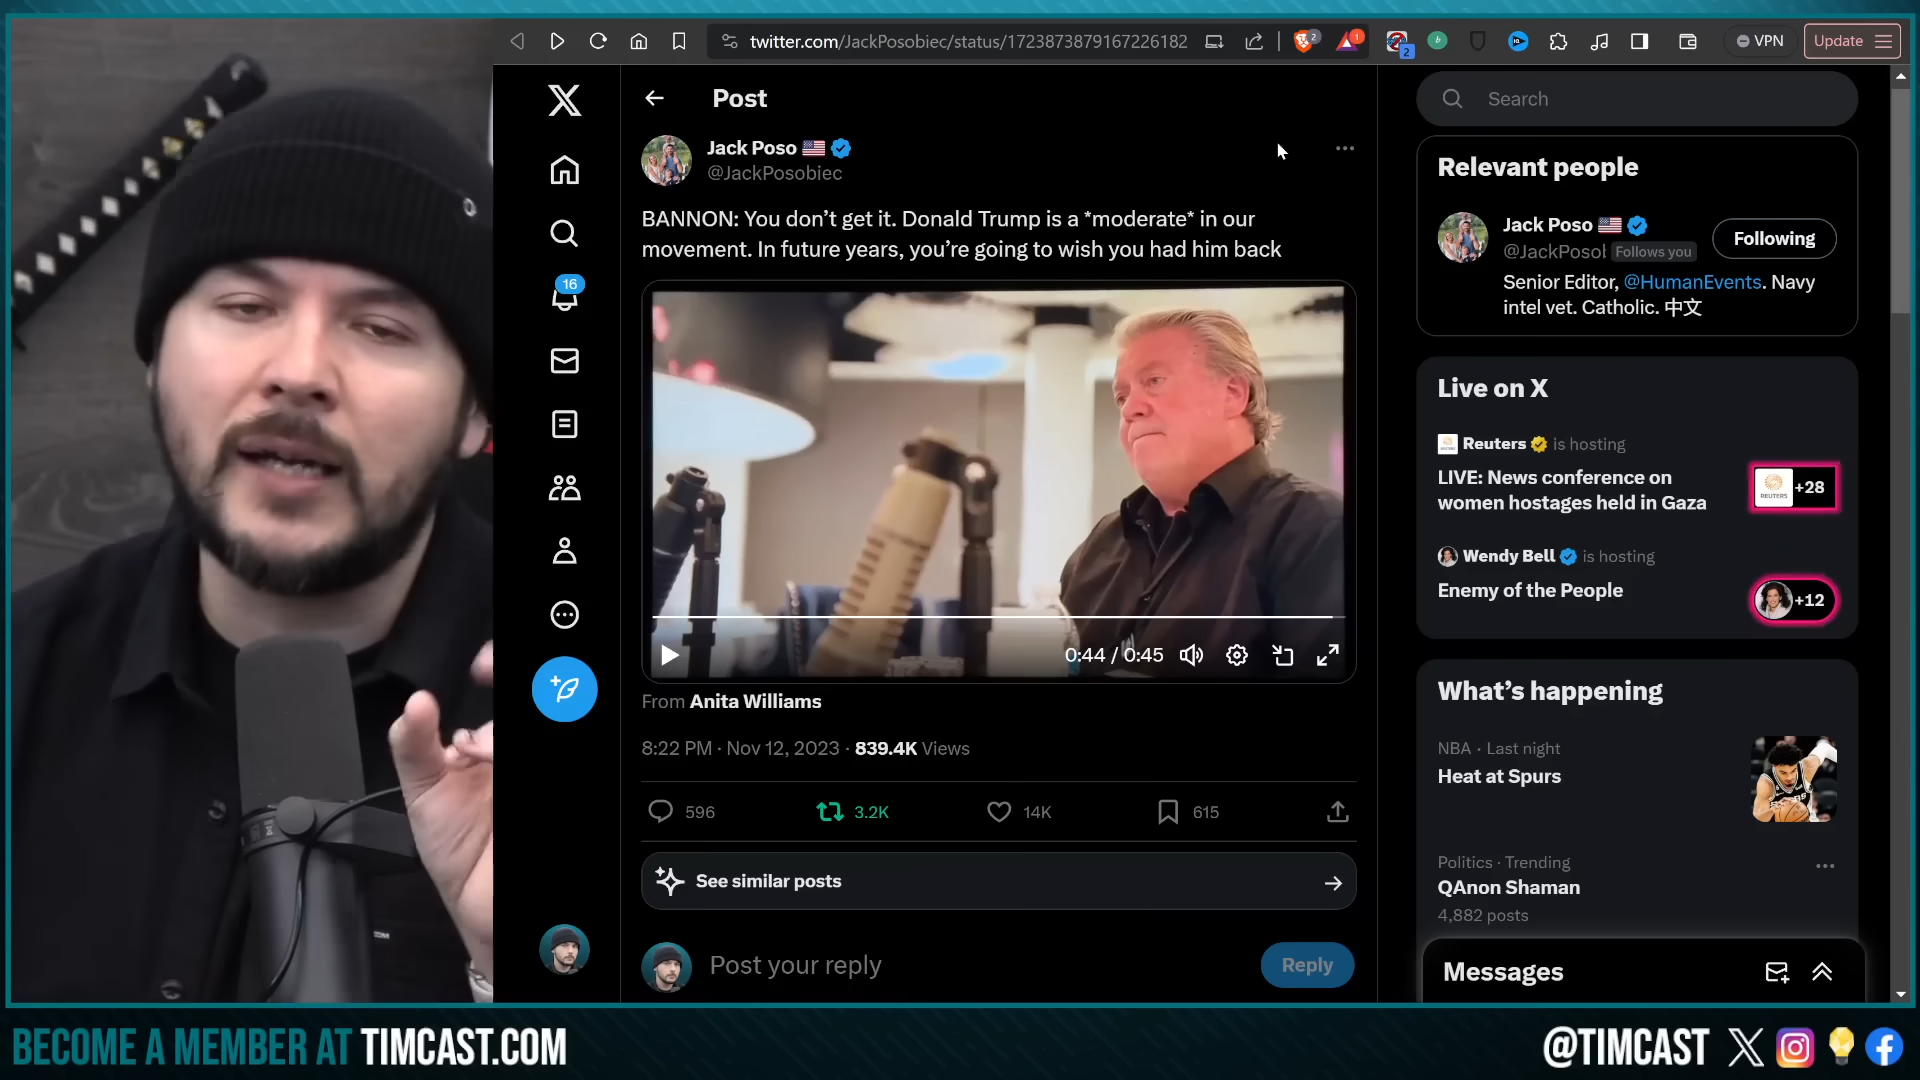 twitter.com/JackPosobiec/status/1723873879167226182
2
1
2
VPN
Update
Post
Jack Poso
@JackPosobiec
BANNON: You don’t get it. Donald Trump is a *moderate* in our
movement. In future years, you’re going to wish you had him back
16
0:44 / 0:45
From Anita Williams
8:22 PM · Nov 12, 2023 · 839.4K Views
596
3.2K
14K
615
See similar posts
Post your reply
Reply
Search
Relevant people
Jack Poso
@JackPosol
Follows you
Following
Senior Editor, @HumanEvents. Navy
intel vet. Catholic. 中文
Live on X
Reuters is hosting
LIVE: News conference on
women hostages held in Gaza
REUTERS
+28
Wendy Bell is hosting
Enemy of the People
+12
What’s happening
NBA · Last night
Heat at Spurs
Politics · Trending
QAnon Shaman
4,882 posts
Messages
BECOME A MEMBER AT TIMCAST.COM
@TIMCAST